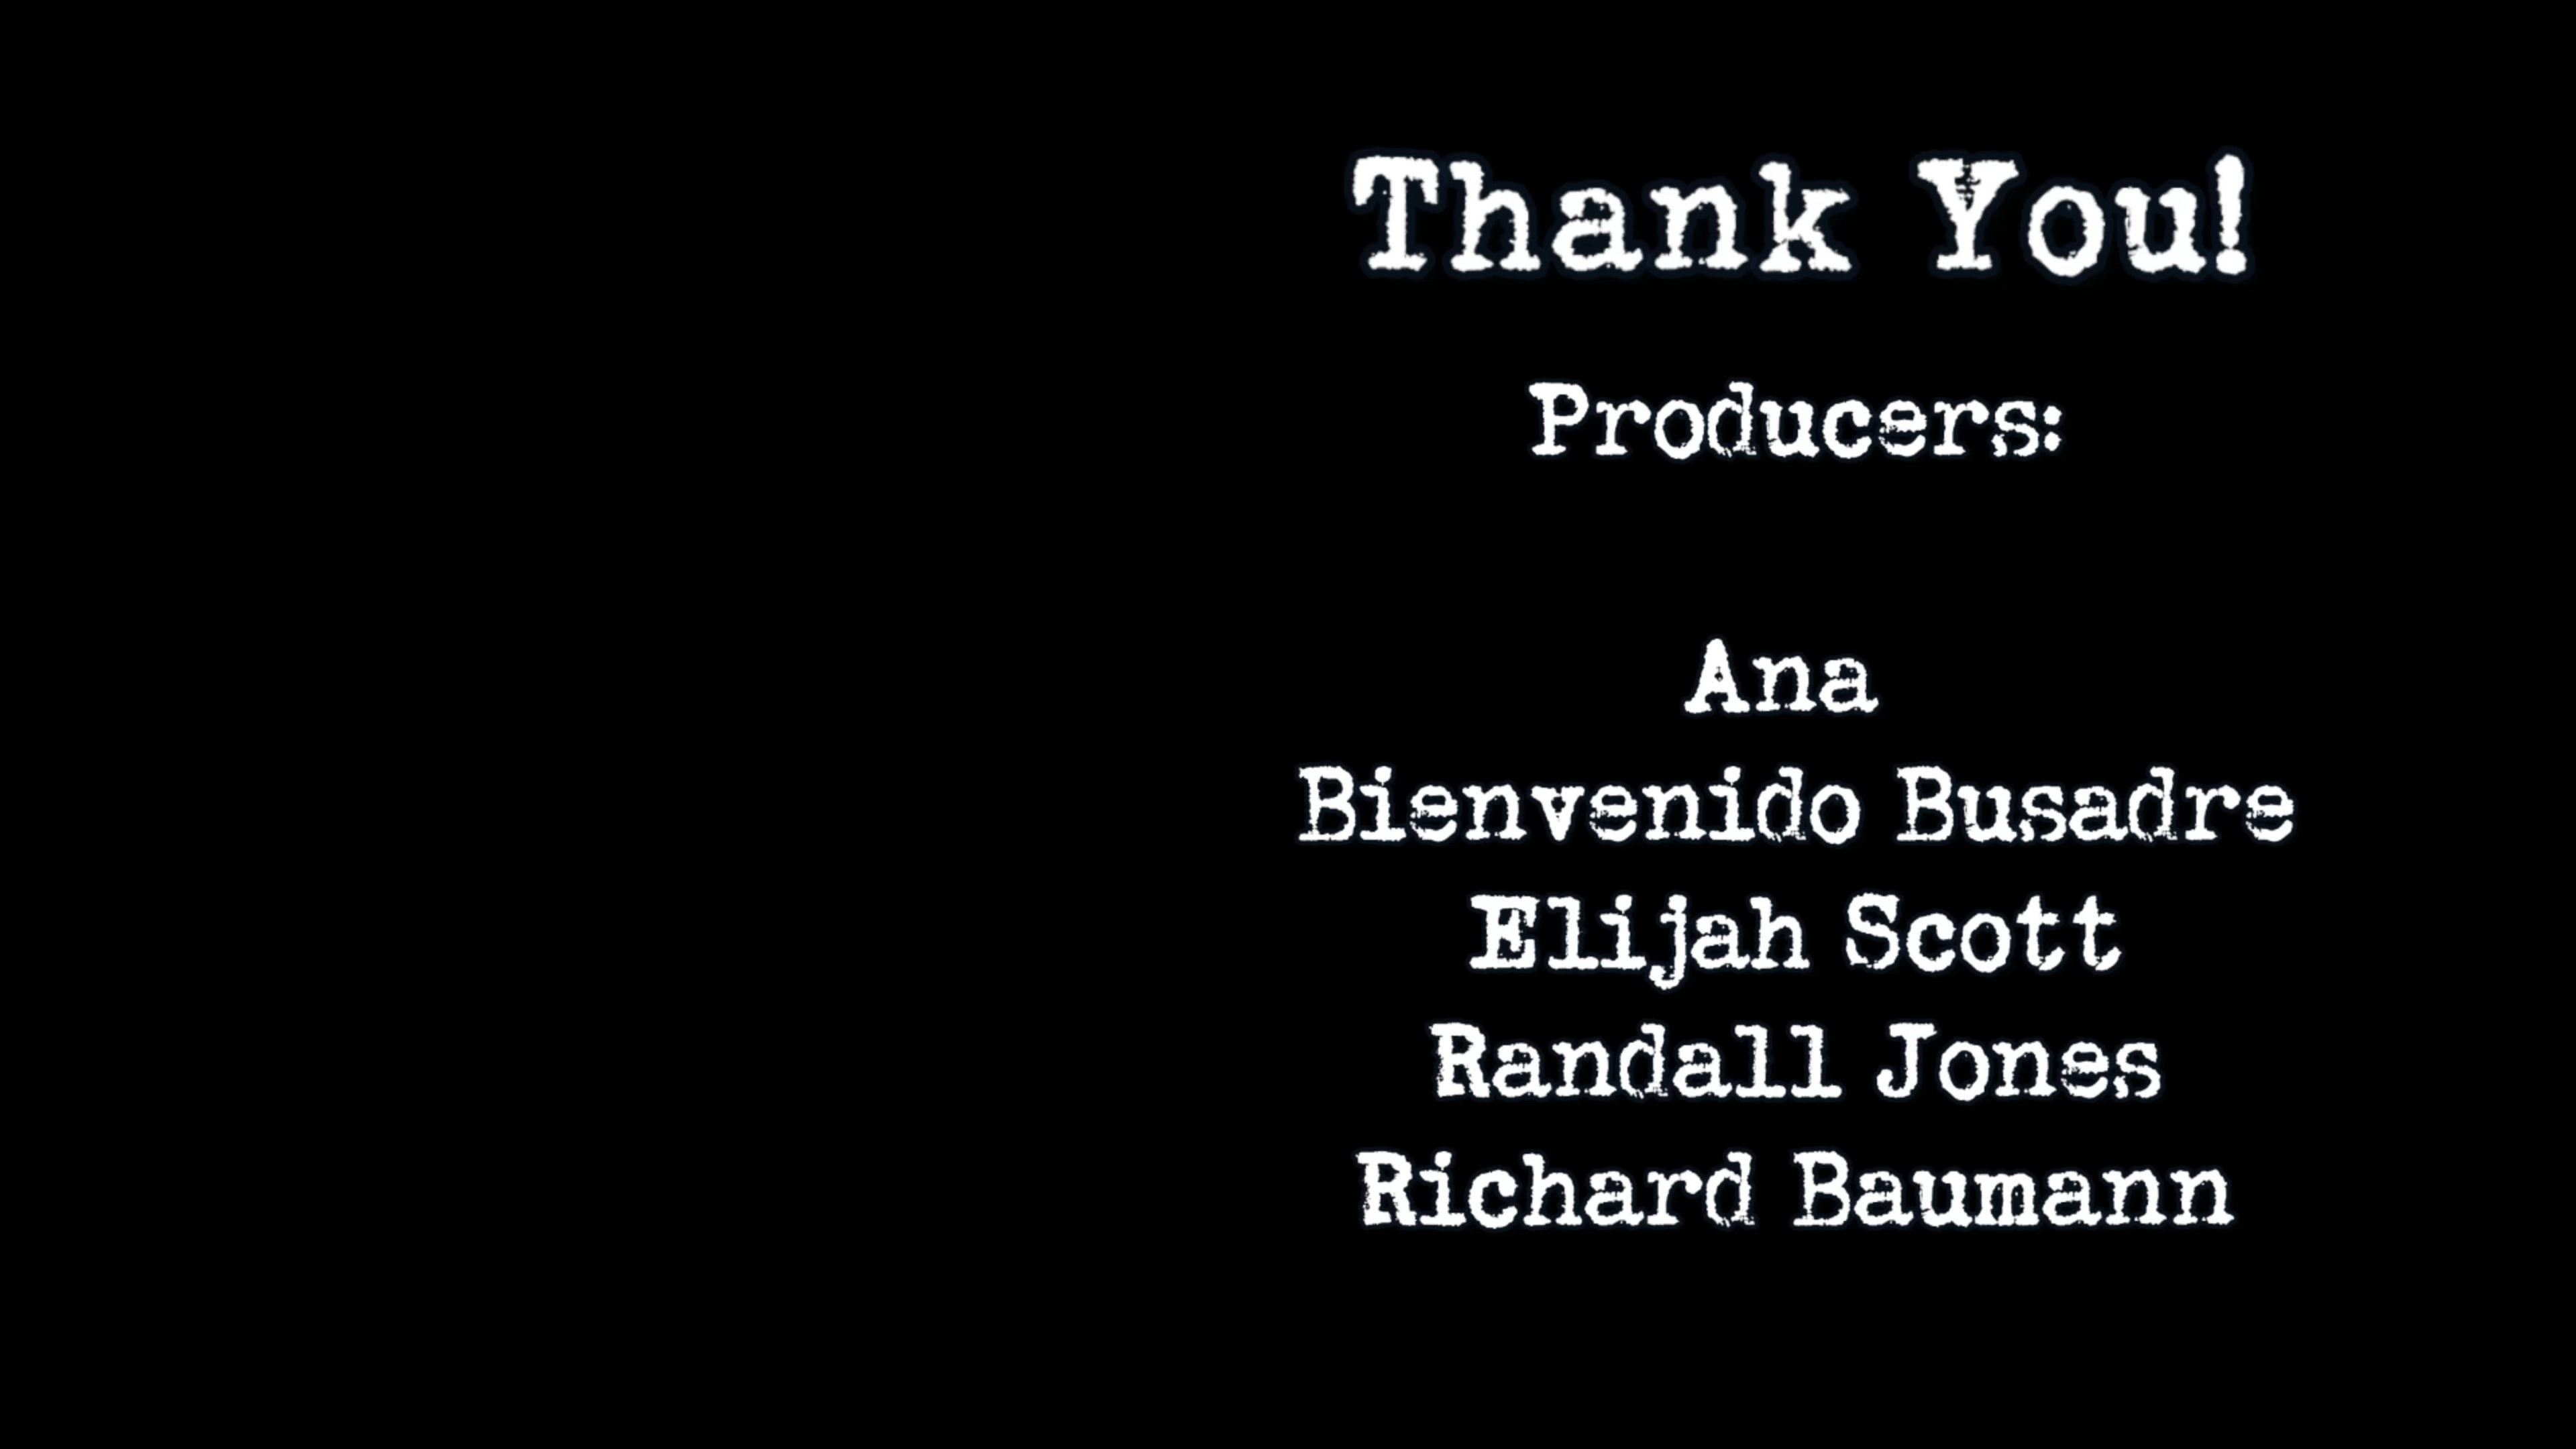 Thank You!
Producers:
Ana
Bienvenido Busadre
Elijah Scott
Randall Jones
Richard Baumann